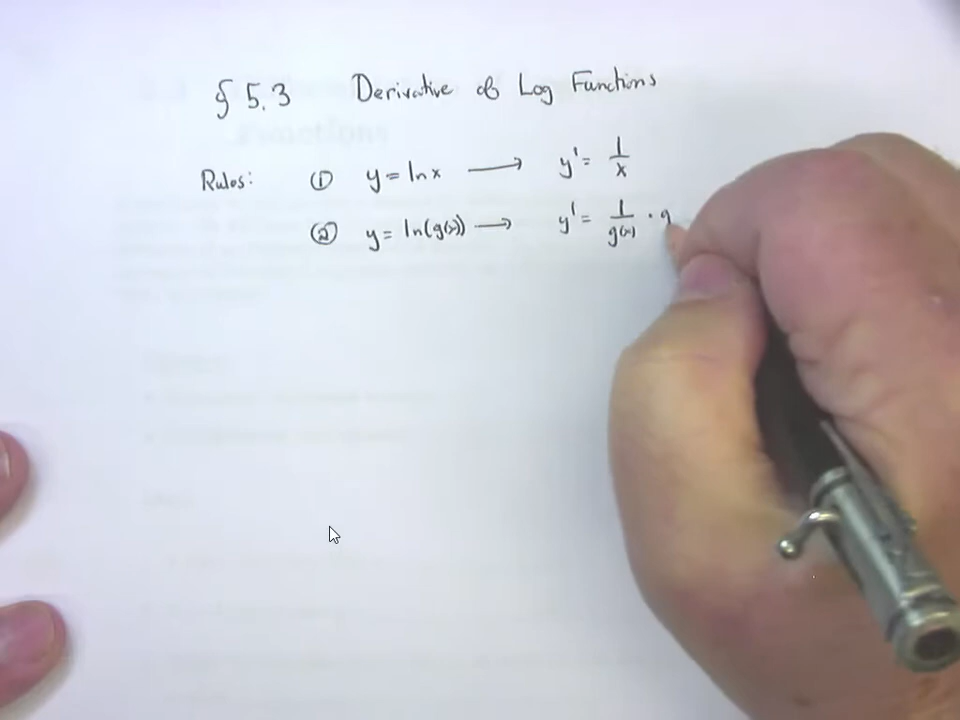 § 5.3 Derivative of Log Functions
Rules: ① y = ln x ⟶ y' = 1/x
② y = ln(g(x)) ⟶ y' = 1/g(x) · g